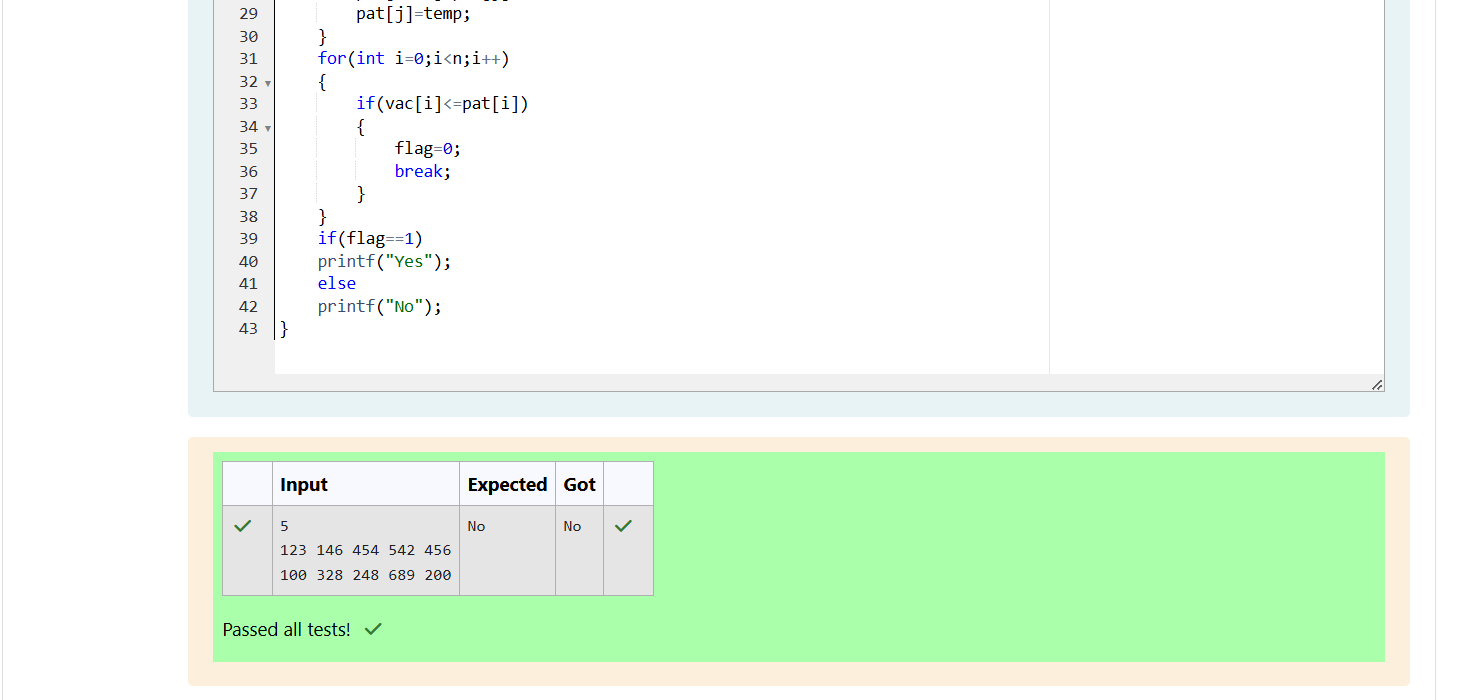 29 pat[j]=temp;
30 }
31 for(int i=0;i<n;i++)
32 {
33 if(vac[i]<=pat[i])
34 {
35 flag=0;
36 break;
37 }
38 }
39 if(flag==1)
40 printf("Yes");
41 else
42 printf("No");
43 }
Input Expected Got
5 No No
123 146 454 542 456
100 328 248 689 200
Passed all tests!